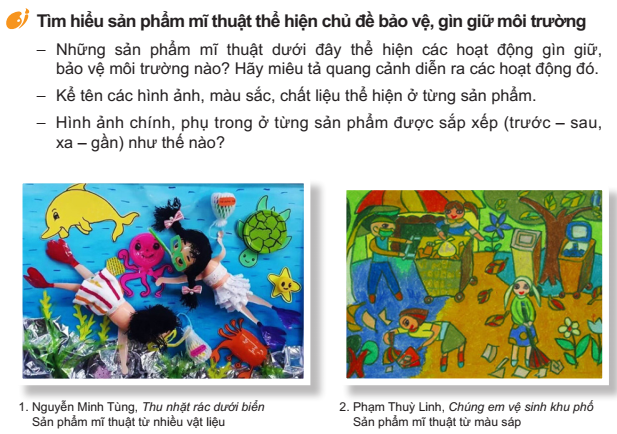 Tìm hiểu sản phẩm mĩ thuật thể hiện chủ đề bảo vệ, gìn giữ môi trường
– Những sản phẩm mĩ thuật dưới đây thể hiện các hoạt động gìn giữ,
bảo vệ môi trường nào? Hãy miêu tả quang cảnh diễn ra các hoạt động đó.
– Kể tên các hình ảnh, màu sắc, chất liệu thể hiện ở từng sản phẩm.
– Hình ảnh chính, phụ trong ở từng sản phẩm được sắp xếp (trước – sau,
xa – gần) như thế nào?
1. Nguyễn Minh Tùng, Thu nhặt rác dưới biển
Sản phẩm mĩ thuật từ nhiều vật liệu
2. Phạm Thuỳ Linh, Chúng em vệ sinh khu phố
Sản phẩm mĩ thuật từ màu sáp